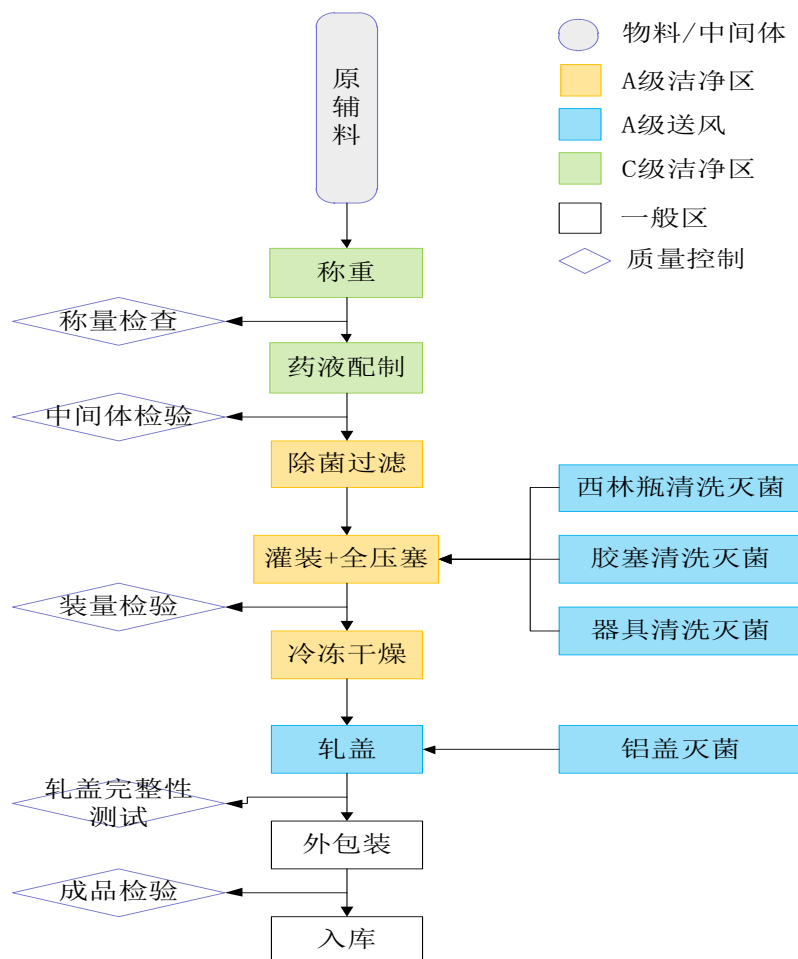 原
辅
料
物料/中间体
A级洁净区
A级送风
C级洁净区
一般区
质量控制
称重
称量检查
药液配制
中间体检验
除菌过滤
西林瓶清洗灭菌
灌装+全压塞
胶塞清洗灭菌
装量检验
器具清洗灭菌
冷冻干燥
轧盖
铝盖灭菌
轧盖完整性
测试
外包装
成品检验
入库